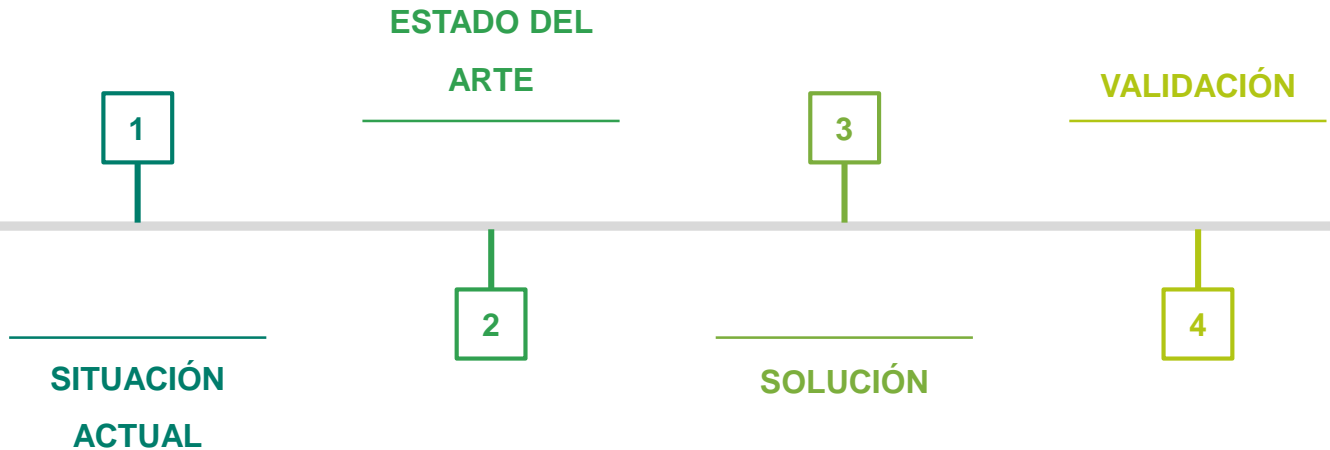 1
SITUACIÓN
ACTUAL
ESTADO DEL
ARTE
2
3
SOLUCIÓN
VALIDACIÓN
4